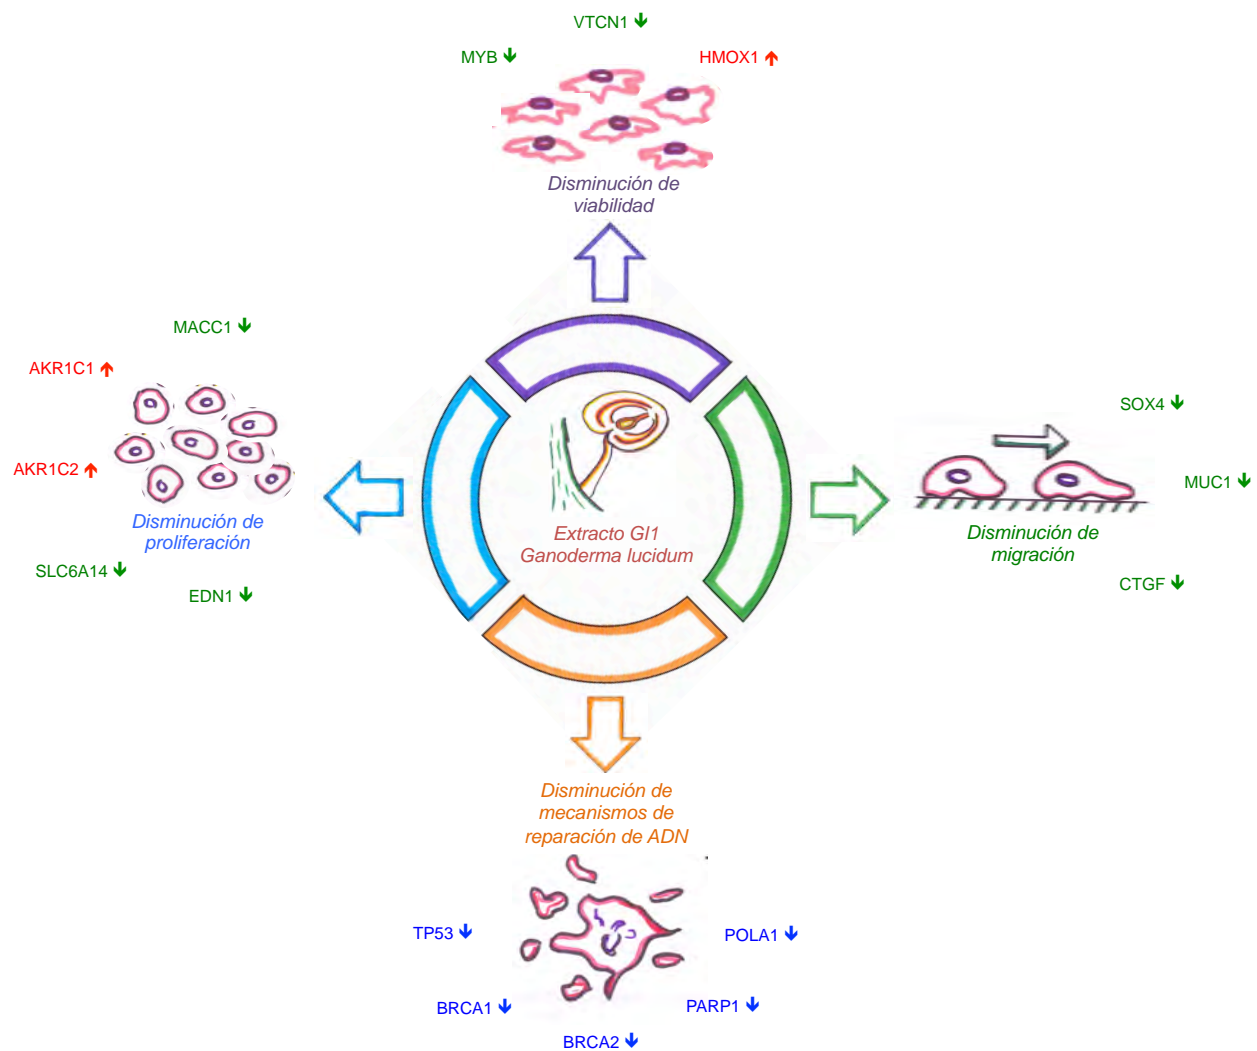 VTCN1 ↓
MYB ↓
HMOX1 ↑
Disminución de
viabilidad
MACC1 ↓
AKR1C1 ↑
AKR1C2 ↑
Disminución de
proliferación
SLC6A14 ↓
EDN1 ↓
Extracto Gl1
Ganoderma lucidum
SOX4 ↓
MUC1 ↓
Disminución de
migración
CTGF ↓
Disminución de
mecanismos de
reparación de ADN
TP53 ↓
POLA1 ↓
BRCA1 ↓
PARP1 ↓
BRCA2 ↓